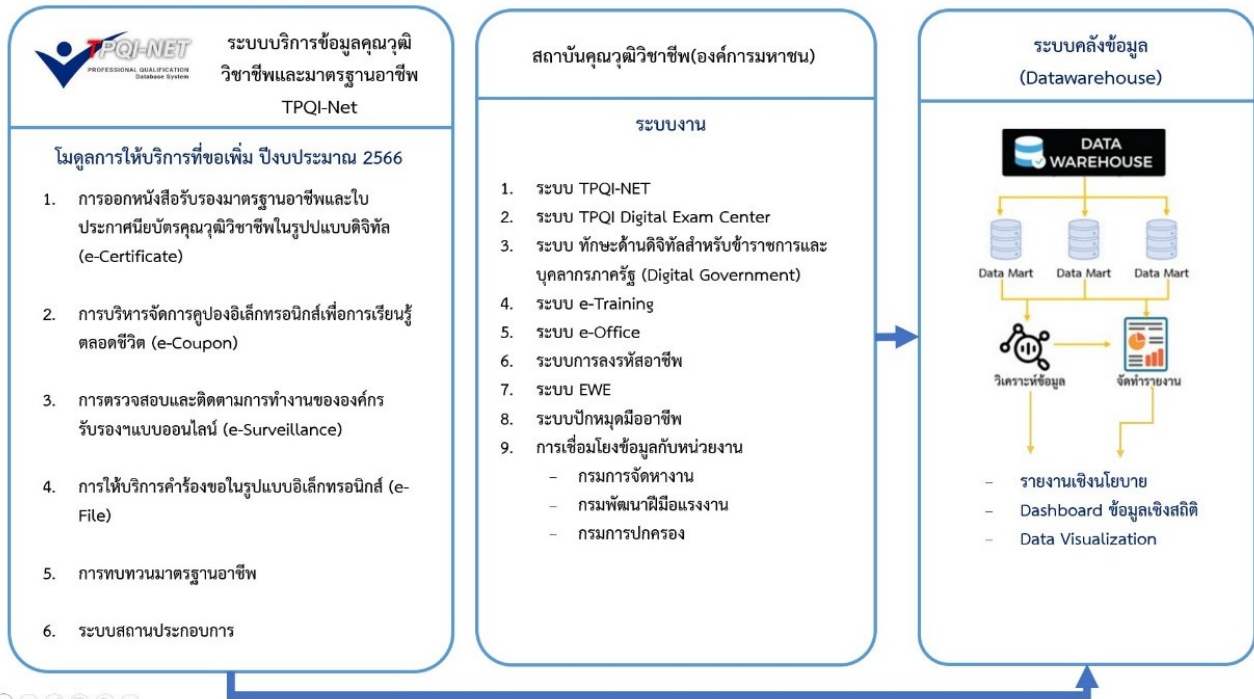 TPQI-NET
PROFESSIONAL QUALIFICATION
Database System
ระบบบริการข้อมูลคุณวุฒิ
วิชาชีพและมาตรฐานอาชีพ
TPQI-Net
โมดูลการให้บริการที่ขอเพิ่ม ปีงบประมาณ 2566
1. การออกหนังสือรับรองมาตรฐานอาชีพและใบ
ประกาศนียบัตรคุณวุฒิวิชาชีพในรูปปแบบดิจิทัล
(e-Certificate)
2. การบริหารจัดการคูปองอิเล็กทรอนิกส์เพื่อการเรียนรู้
ตลอดชีวิต (e-Coupon)
3. การตรวจสอบและติดตามการทำงานขององค์กร
รับรองฯแบบออนไลน์ (e-Surveillance)
4. การให้บริการคำร้องขอในรูปแบบอิเล็กทรอนิกส์ (e-
File)
5. การทบทวนมาตรฐานอาชีพ
6. ระบบสถานประกอบการ
สถาบันคุณวุฒิวิชาชีพ(องค์การมหาชน)
ระบบงาน
1. ระบบ TPQI-NET
2. ระบบ TPQI Digital Exam Center
3. ระบบ ทักษะด้านดิจิทัลสำหรับข้าราชการและ
บุคลากรภาครัฐ (Digital Government)
4. ระบบ e-Training
5. ระบบ e-Office
6. ระบบการลงรหัสอาชีพ
7. ระบบ EWE
8. ระบบปักหมุดมืออาชีพ
9. การเชื่อมโยงข้อมูลกับหน่วยงาน
– กรมการจัดหางาน
– กรมพัฒนาฝีมือแรงงาน
– กรมการปกครอง
ระบบคลังข้อมูล
(Datawarehouse)
DATA
WAREHOUSE
Data Mart Data Mart Data Mart
วิเคราะห์ข้อมูล จัดทำรายงาน
– รายงานเชิงนโยบาย
– Dashboard ข้อมูลเชิงสถิติ
– Data Visualization